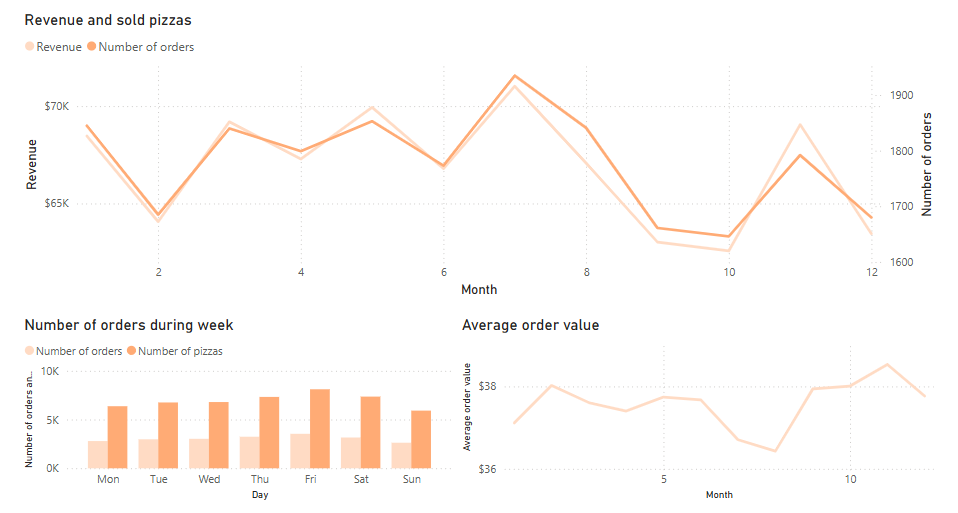 Revenue and sold pizzas
Revenue Number of orders
$70K
$65K
Revenue
1900
1800
1700
1600
Number of orders
2 4 6 8 10 12
Month
Number of orders during week
Number of orders Number of pizzas
10K
5K
0K
Number of orders an...
Mon Tue Wed Thu Fri Sat Sun
Day
Average order value
$38
$36
Average order value
5 10
Month